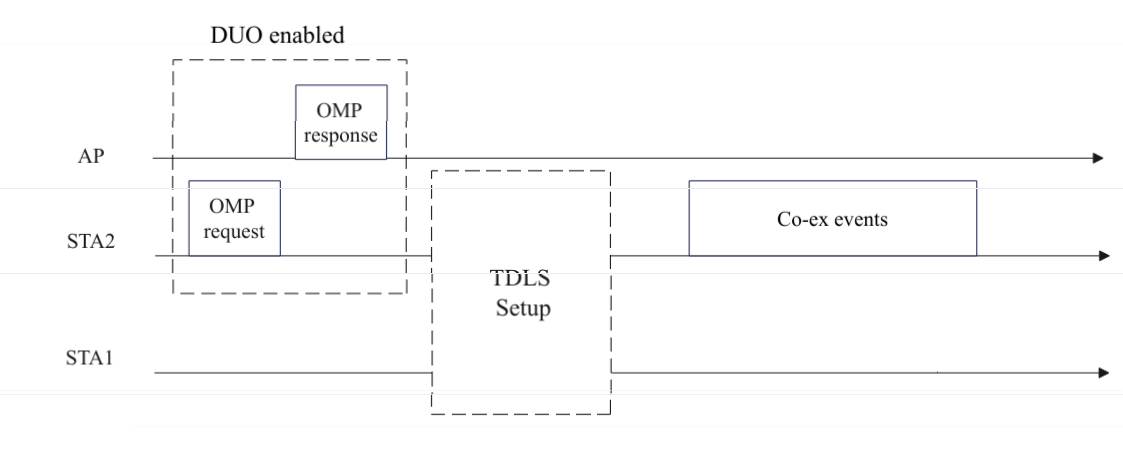 DUO enabled
OMP
response
AP
OMP
request
STA2
Co-ex events
TDLS
Setup
STA1